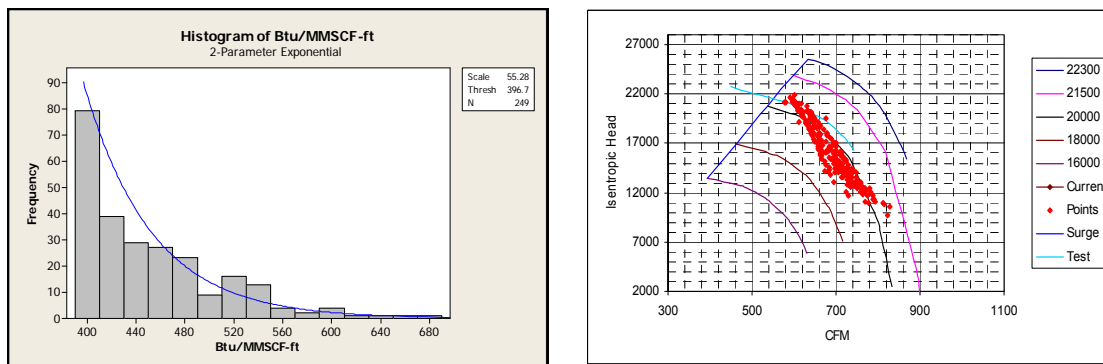 Histogram of Btu/MMSCF-ft
2-Parameter Exponential
Scale 55.28
Thresh 396.7
N 249
Frequency
90
80
70
60
50
40
30
20
10
0
400 440 480 520 560 600 640 680
Btu/MMSCF-ft
Isentropic Head
27000
22000
17000
12000
7000
2000
300 500 700 900 1100
CFM
22300
21500
20000
18000
16000
Curren
Points
Surge
Test